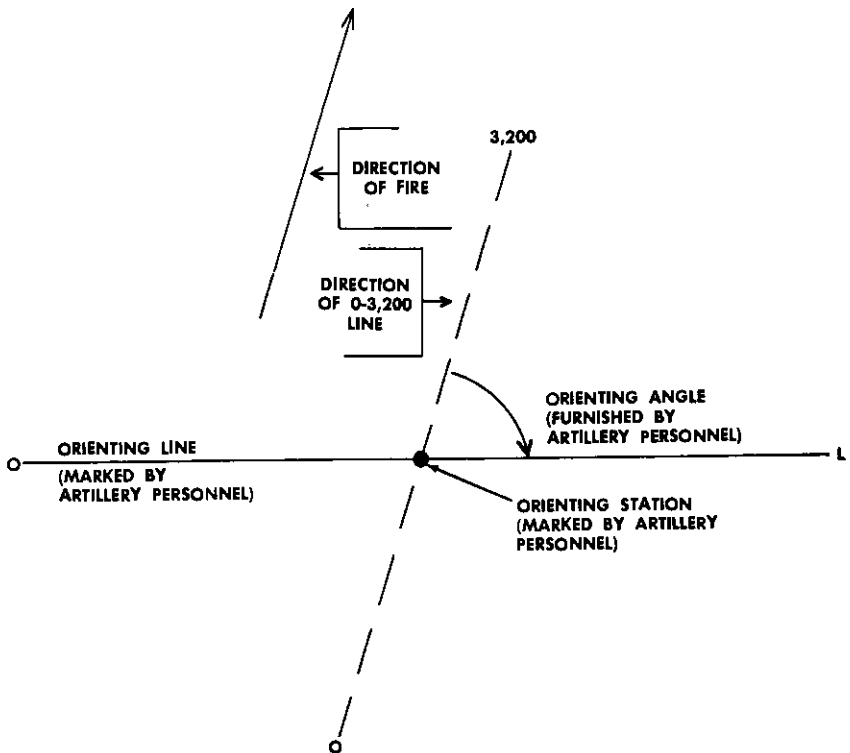 3,200
DIRECTION
OF FIRE
DIRECTION
OF 0-3,200
LINE
ORIENTING ANGLE
(FURNISHED BY
ARTILLERY PERSONNEL)
ORIENTING LINE
O
L
(MARKED BY
ARTILLERY PERSONNEL)
ORIENTING STATION
(MARKED BY ARTILLERY
PERSONNEL)
O